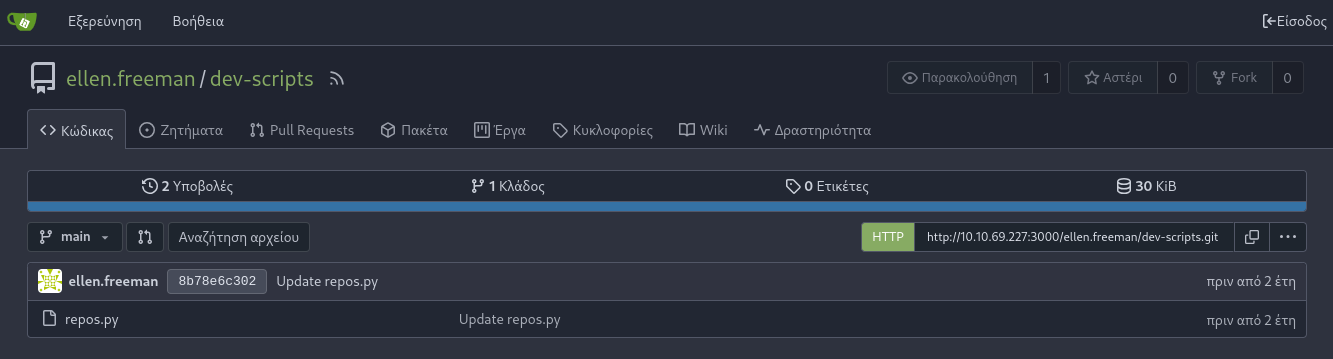 Εξερεύνηση Βοήθεια Είσοδος
ellen.freeman / dev-scripts Παρακολούθηση 1 Αστέρι 0 Fork 0
Κώδικας Ζητήματα Pull Requests Πακέτα Έργα Κυκλοφορίες Wiki Δραστηριότητα
2 Υποβολές 1 Κλάδος 0 Ετικέτες 30 KiB
main Αναζήτηση αρχείου HTTP http://10.10.69.227:3000/ellen.freeman/dev-scripts.git
ellen.freeman 8b78e6c302 Update repos.py πριν από 2 έτη
repos.py Update repos.py πριν από 2 έτη